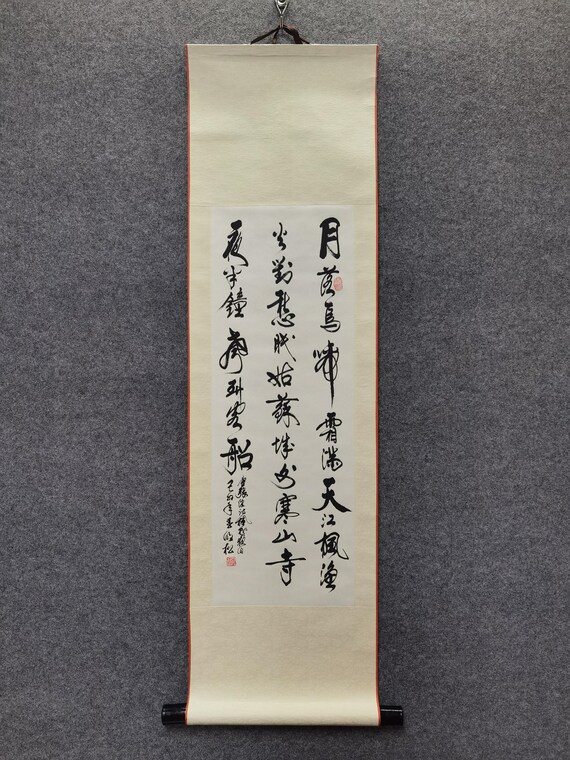 月落烏啼霜滿天江楓漁
火對愁眠姑蘇城外寒山寺
夜半鐘聲到客船